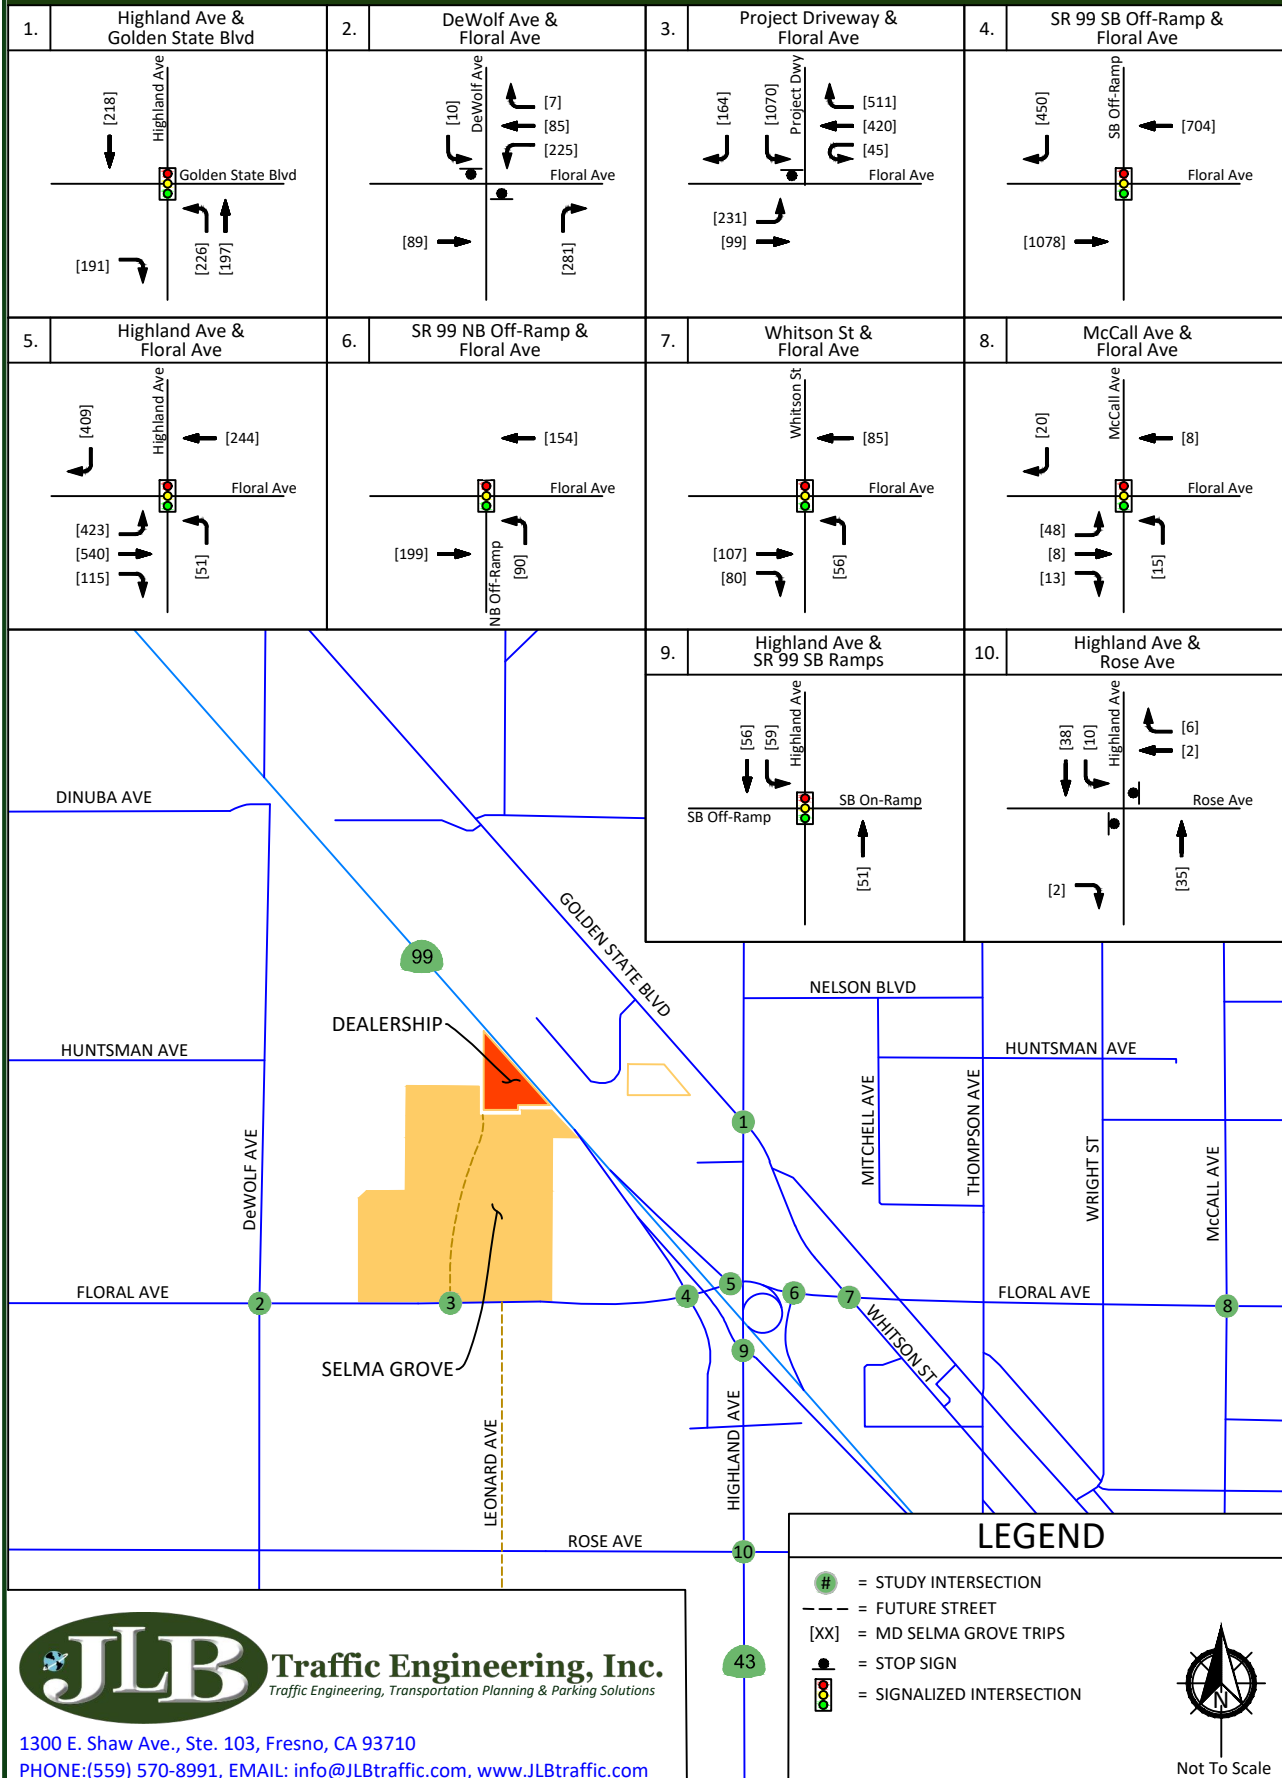 1.
Highland Ave &
Golden State Blvd
[218]
Highland Ave
Golden State Blvd
[191]
[226]
[197]
2.
DeWolf Ave &
Floral Ave
[10]
DeWolf Ave
[7]
[85]
[225]
Floral Ave
[89]
[281]
3.
Project Driveway &
Floral Ave
[164]
[1070]
Project Dwy
[511]
[420]
[45]
Floral Ave
[231]
[99]
4.
SR 99 SB Off-Ramp &
Floral Ave
[450]
SB Off-Ramp
[704]
Floral Ave
[1078]
5.
Highland Ave &
Floral Ave
[409]
Highland Ave
[244]
Floral Ave
[423]
[540]
[115]
[51]
6.
SR 99 NB Off-Ramp &
Floral Ave
[154]
Floral Ave
[199]
NB Off-Ramp
[90]
7.
Whitson St &
Floral Ave
Whitson St
[85]
Floral Ave
[107]
[80]
[56]
8.
McCall Ave &
Floral Ave
[20]
McCall Ave
[8]
Floral Ave
[48]
[8]
[13]
[15]
9.
Highland Ave &
SR 99 SB Ramps
[56]
[59]
Highland Ave
SB On-Ramp
SB Off-Ramp
[51]
10.
Highland Ave &
Rose Ave
[38]
[10]
Highland Ave
[6]
[2]
Rose Ave
[2]
[35]
DINUBA AVE
GOLDEN STATE BLVD
99
NELSON BLVD
DEALERSHIP
HUNTSMAN AVE
HUNTSMAN AVE
MITCHELL AVE
THOMPSON AVE
WRIGHT ST
McCALL AVE
DeWOLF AVE
1
FLORAL AVE
2
3
4
5
6
7
FLORAL AVE
8
9
WHITSON ST
SELMA GROVE
LEONARD AVE
HIGHLAND AVE
ROSE AVE
10
43
LEGEND
# = STUDY INTERSECTION
= FUTURE STREET
[XX] = MD SELMA GROVE TRIPS
= STOP SIGN
= SIGNALIZED INTERSECTION
N
Not To Scale
JLB Traffic Engineering, Inc.
Traffic Engineering, Transportation Planning & Parking Solutions
1300 E. Shaw Ave., Ste. 103, Fresno, CA 93710
PHONE:(559) 570-8991, EMAIL: info@JLBtraffic.com, www.JLBtraffic.com